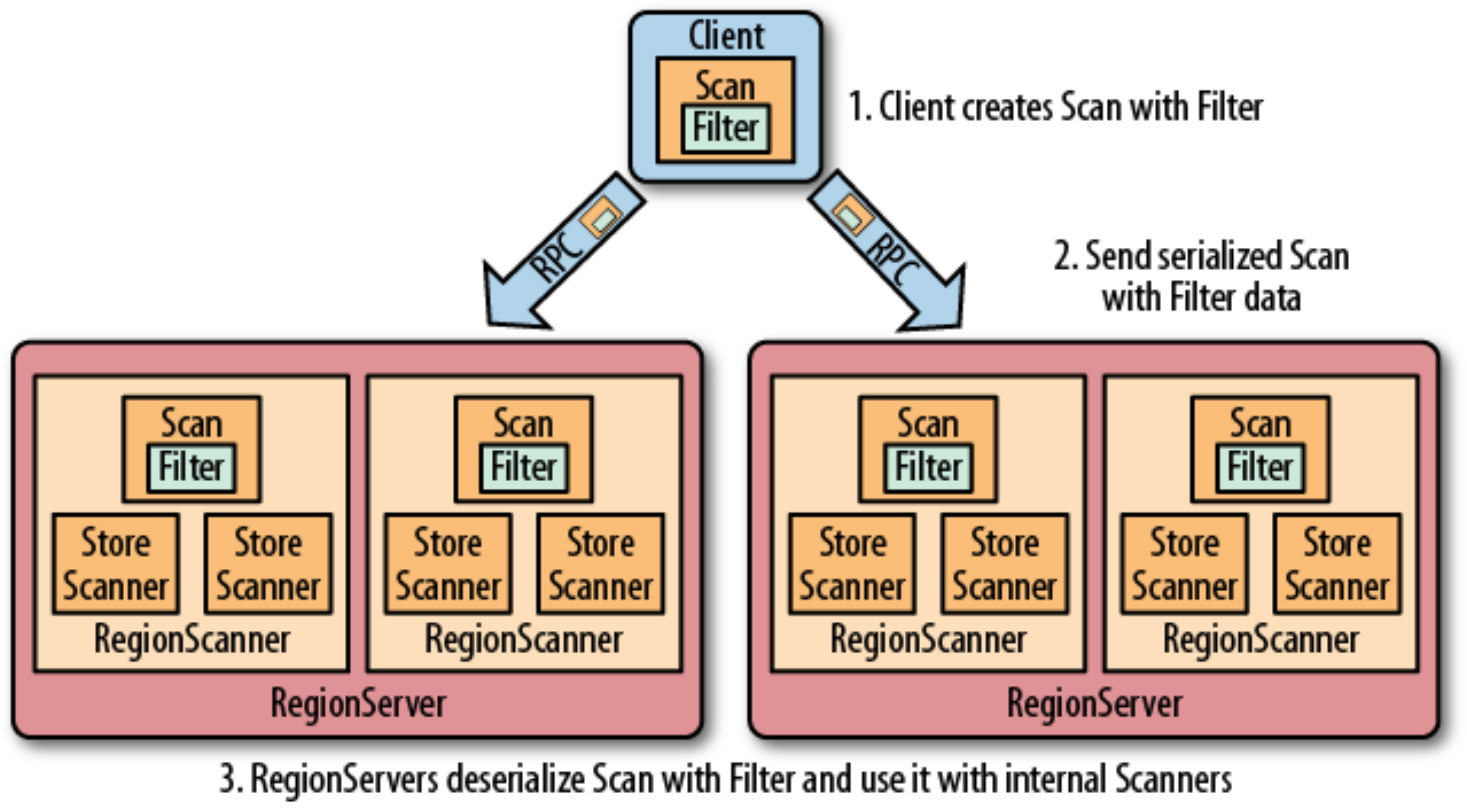 Client
Scan
Filter
1. Client creates Scan with Filter
RPC
RPC
2. Send serialized Scan
with Filter data
Scan
Filter
Store
Scanner
Store
Scanner
RegionScanner
Scan
Filter
Store
Scanner
Store
Scanner
RegionScanner
RegionServer
Scan
Filter
Store
Scanner
Store
Scanner
RegionScanner
Scan
Filter
Store
Scanner
Store
Scanner
RegionScanner
RegionServer
3. RegionServers deserialize Scan with Filter and use it with internal Scanners